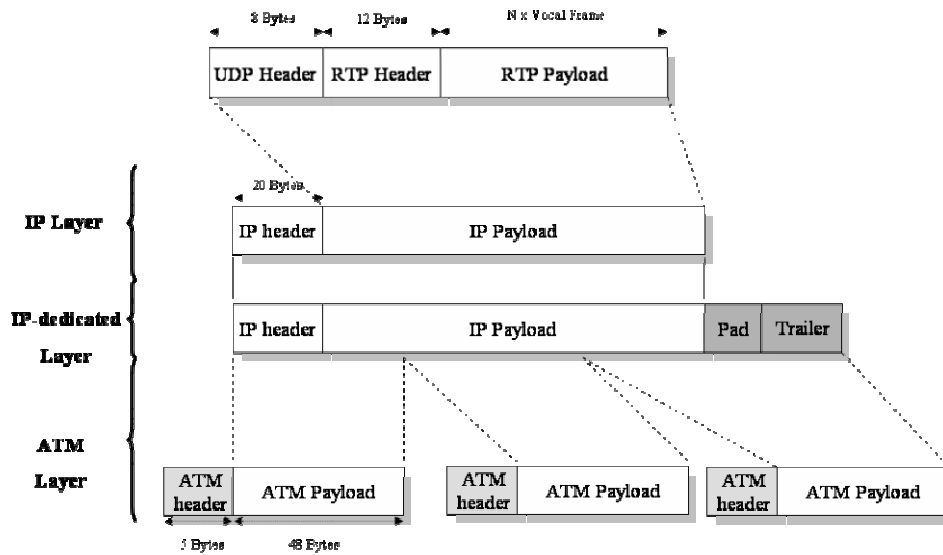 8 Bytes 12 Bytes N x Vocal Frame
UDP Header RTP Header RTP Payload
20 Bytes
IP Layer IP header IP Payload
IP-dedicated Layer IP header IP Payload Pad Trailer
ATM Layer
ATM header ATM Payload ATM header ATM Payload ATM header ATM Payload
5 Bytes 48 Bytes